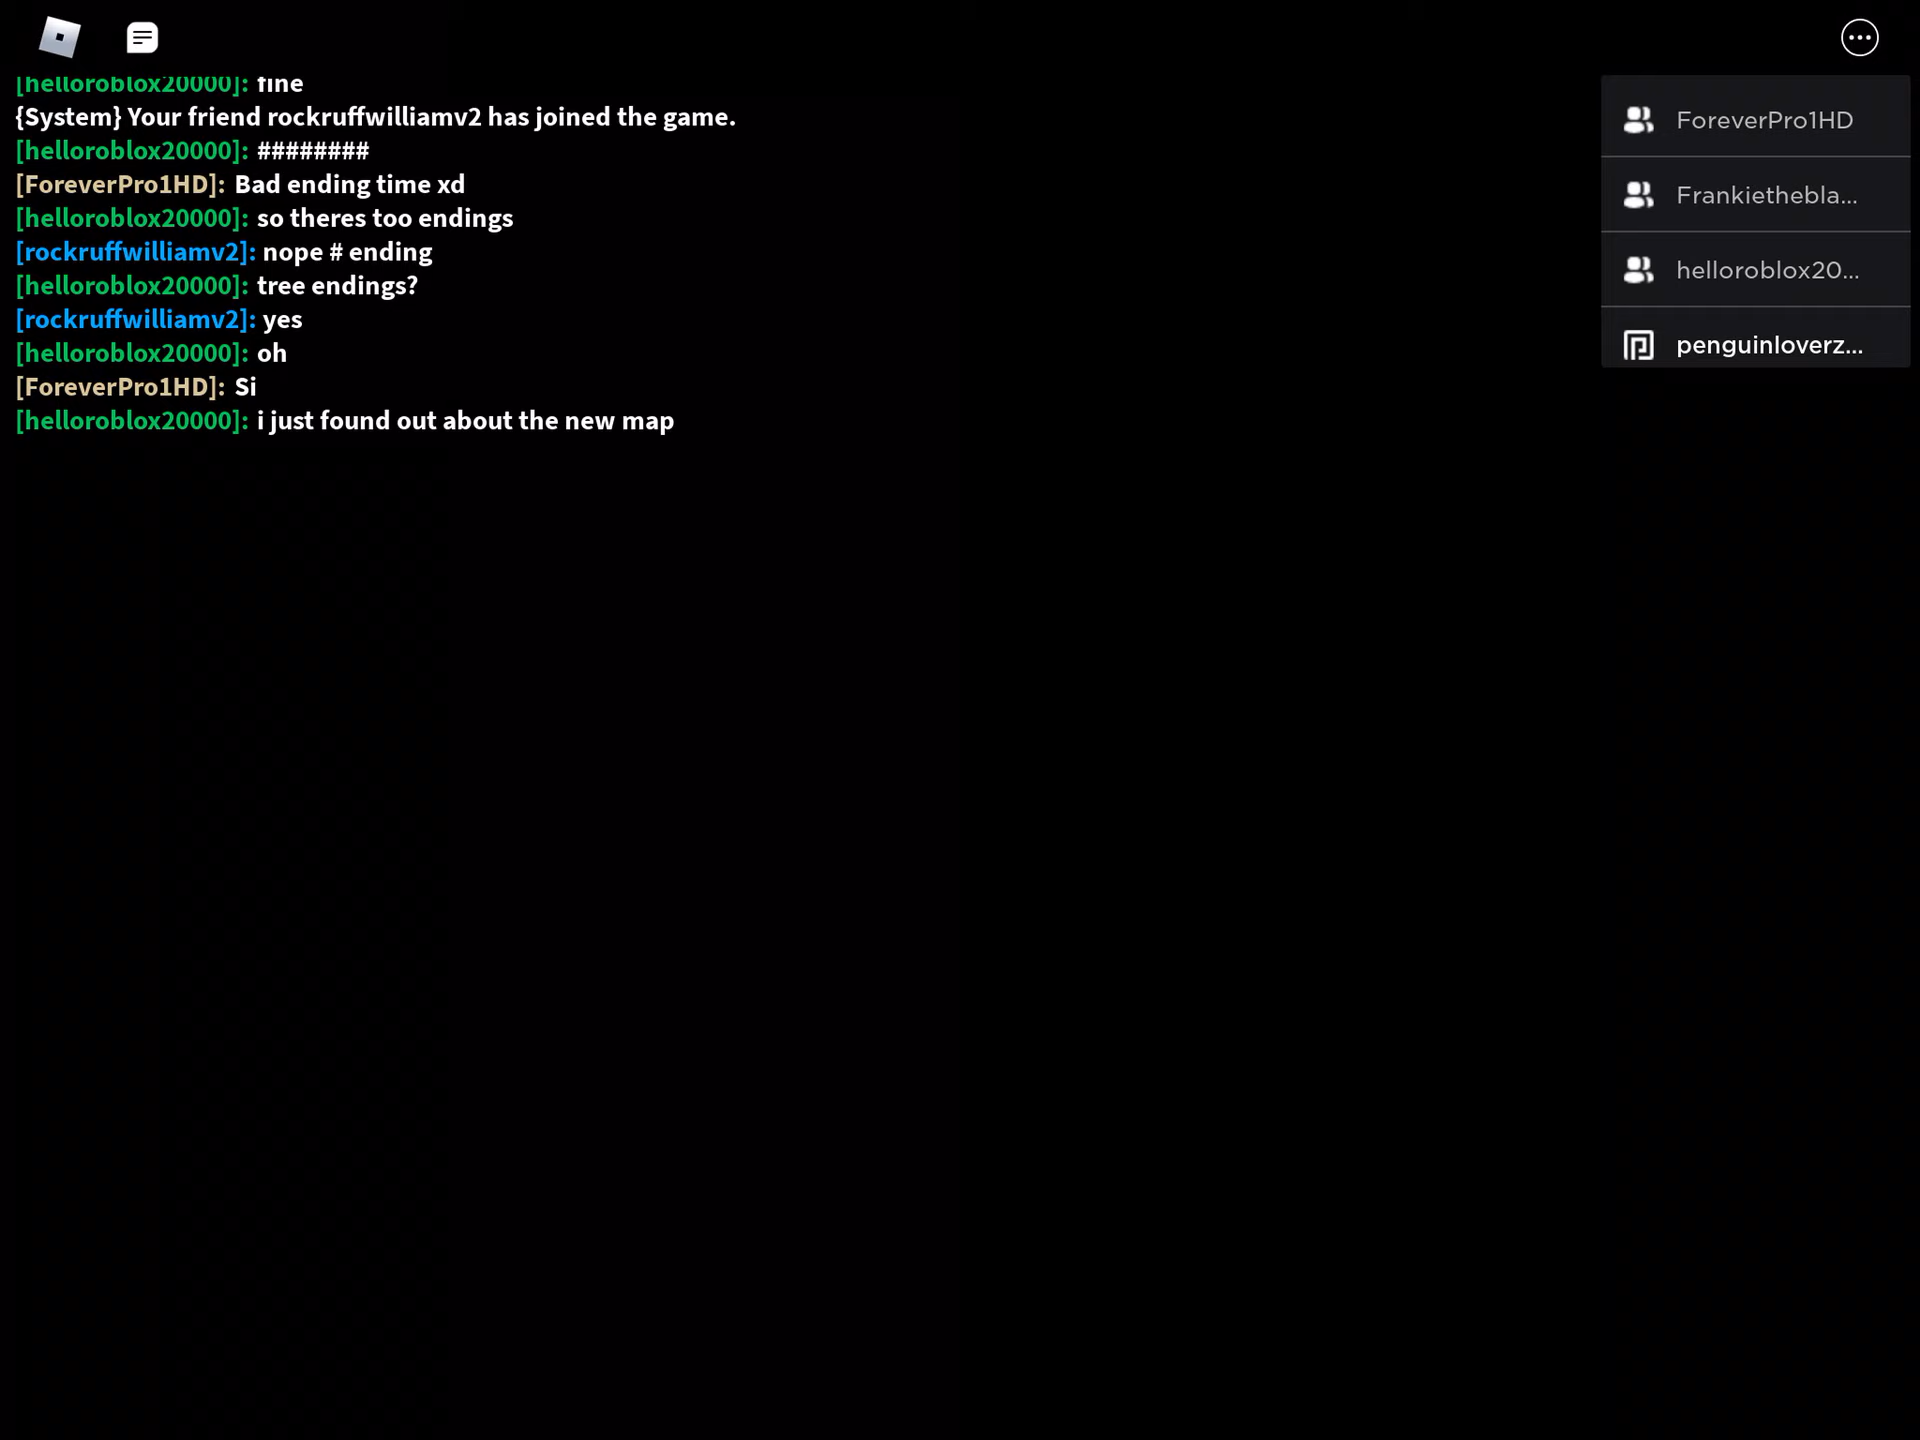 [helloroblox20000]: fine
{System} Your friend rockruffwilliamv2 has joined the game.
[helloroblox20000]: ########
[ForeverPro1HD]: Bad ending time xd
[helloroblox20000]: so theres too endings
[rockruffwilliamv2]: nope # ending
[helloroblox20000]: tree endings?
[rockruffwilliamv2]: yes
[helloroblox20000]: oh
[ForeverPro1HD]: Si
[helloroblox20000]: i just found out about the new map
ForeverPro1HD
Frankiethebla...
helloroblox20...
penguinloverz...